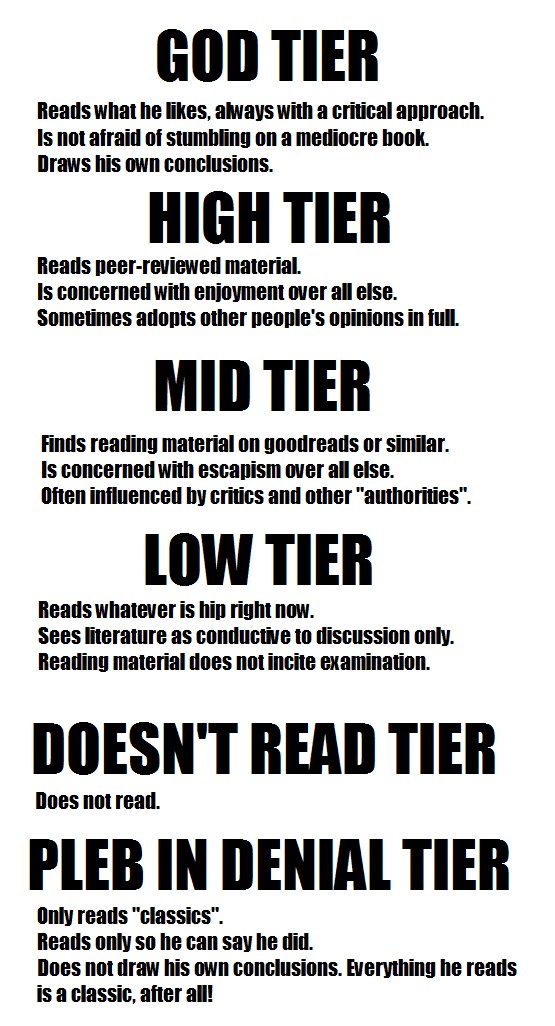 GOD TIER
Reads what he likes, always with a critical approach.
Is not afraid of stumbling on a mediocre book.
Draws his own conclusions.
HIGH TIER
Reads peer-reviewed material.
Is concerned with enjoyment over all else.
Sometimes adopts other people's opinions in full.
MID TIER
Finds reading material on goodreads or similar.
Is concerned with escapism over all else.
Often influenced by critics and other "authorities".
LOW TIER
Reads whatever is hip right now.
Sees literature as conductive to discussion only.
Reading material does not incite examination.
DOESN'T READ TIER
Does not read.
PLEB IN DENIAL TIER
Only reads "classics".
Reads only so he can say he did.
Does not draw his own conclusions. Everything he reads
is a classic, after all!